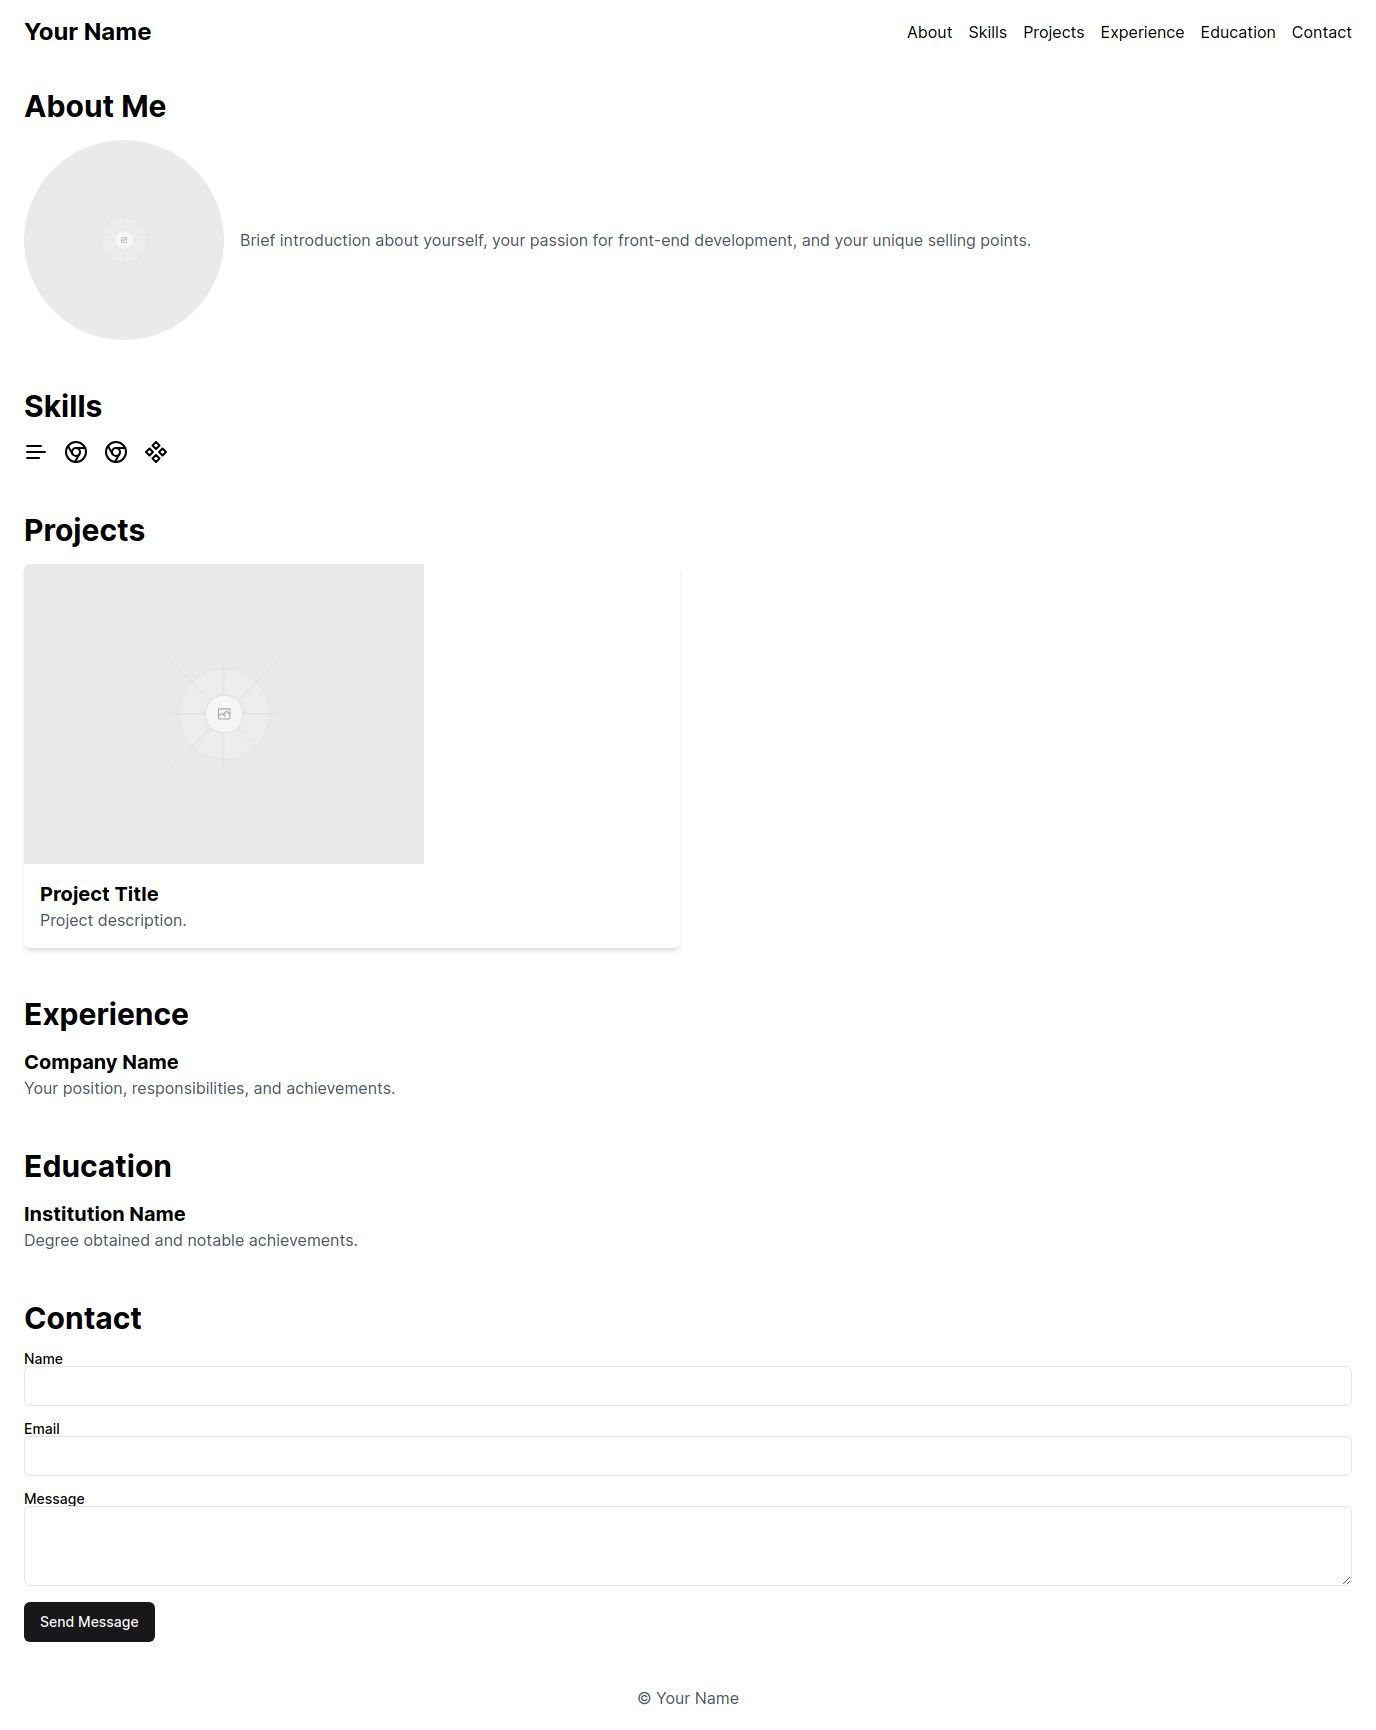 Your Name
About Skills Projects Experience Education Contact
About Me
Brief introduction about yourself, your passion for front-end development, and your unique selling points.
Skills
Projects
Project Title
Project description.
Experience
Company Name
Your position, responsibilities, and achievements.
Education
Institution Name
Degree obtained and notable achievements.
Contact
Name
Email
Message
Send Message
© Your Name